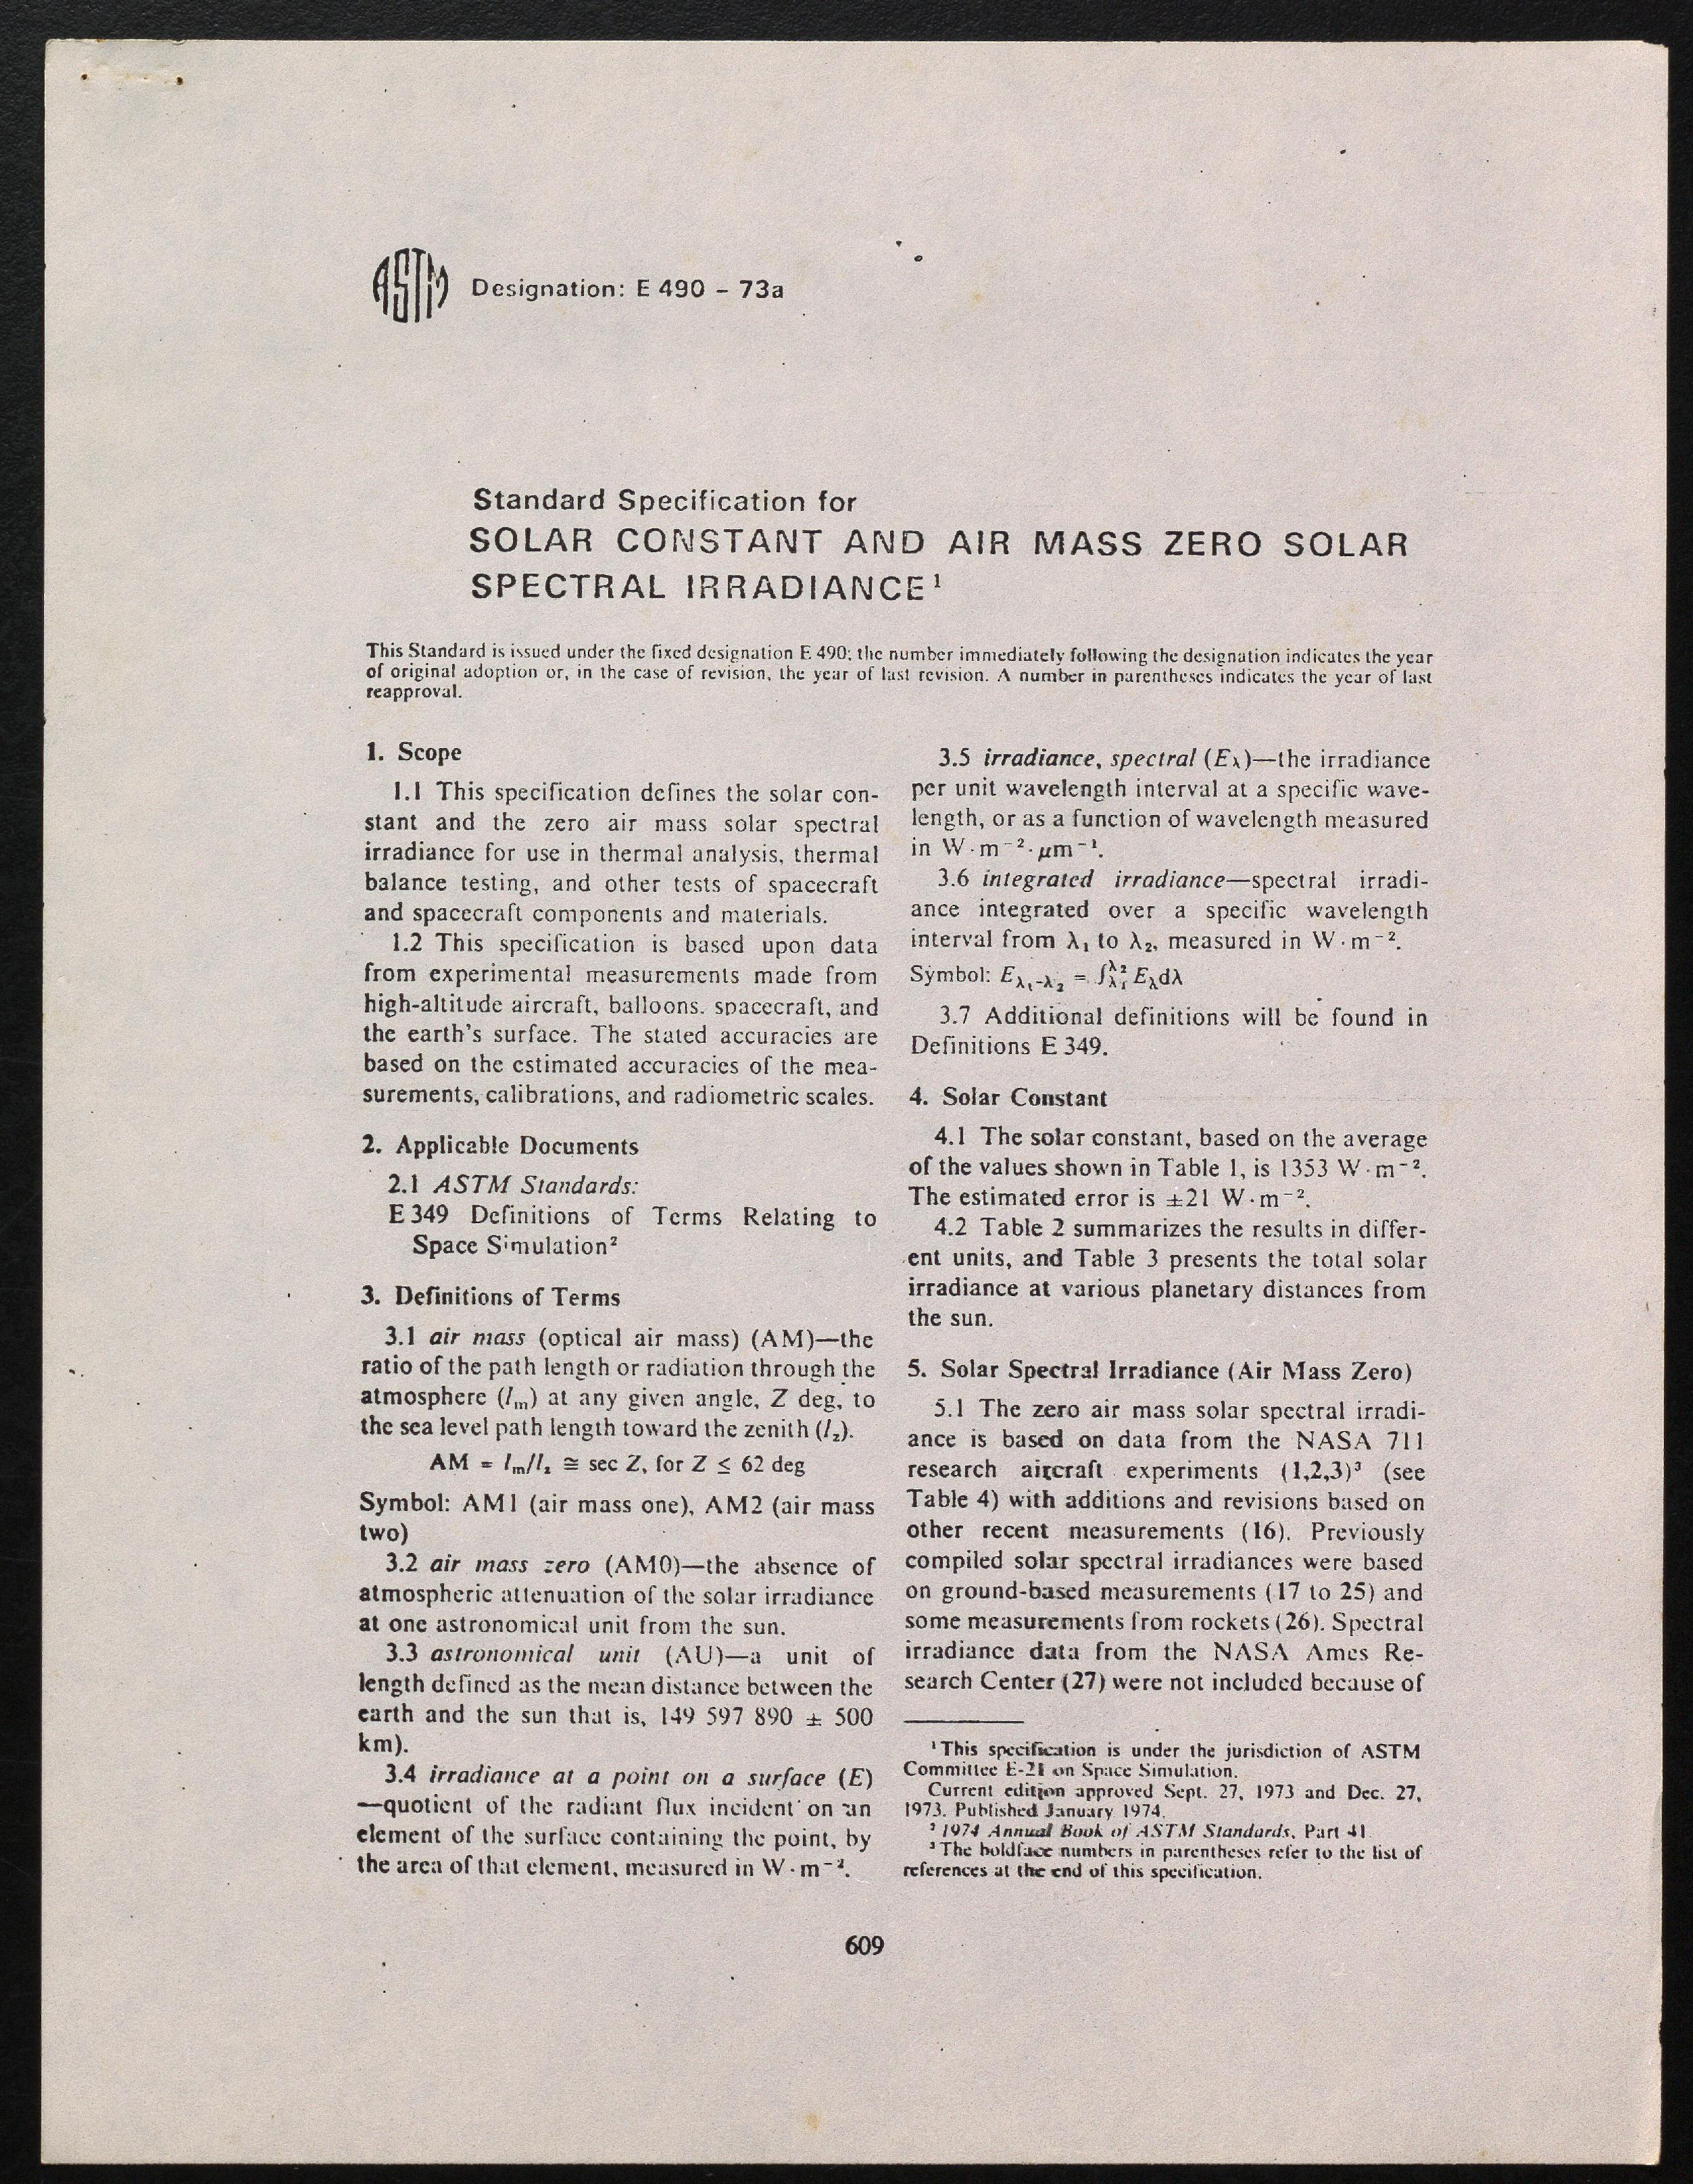 ASTM Designation: E 490 – 73a
Standard Specification for
SOLAR CONSTANT AND AIR MASS ZERO SOLAR
SPECTRAL IRRADIANCE¹
This Standard is issued under the fixed designation E 490; the number immediately following the designation indicates the year
of original adoption or, in the case of revision, the year of last revision. A number in parentheses indicates the year of last
reapproval.
1. Scope
1.1 This specification defines the solar con-
stant and the zero air mass solar spectral
irradiance for use in thermal analysis, thermal
balance testing, and other tests of spacecraft
and spacecraft components and materials.
1.2 This specification is based upon data
from experimental measurements made from
high-altitude aircraft, balloons. spacecraft, and
the earth's surface. The stated accuracies are
based on the estimated accuracies of the mea-
surements, calibrations, and radiometric scales.
2. Applicable Documents
2.1 ASTM Standards:
E 349 Definitions of Terms Relating to
Space Simulation²
3. Definitions of Terms
3.1 air mass (optical air mass) (AM)—the
ratio of the path length or radiation through the
atmosphere (lₘ) at any given angle, Z deg, to
the sea level path length toward the zenith (l_z).
AM = lₘ/l_z ≅ sec Z, for Z ≤ 62 deg
Symbol: AM1 (air mass one), AM2 (air mass
two)
3.2 air mass zero (AM0)—the absence of
atmospheric attenuation of the solar irradiance
at one astronomical unit from the sun.
3.3 astronomical unit (AU)—a unit of
length defined as the mean distance between the
earth and the sun that is, 149 597 890 ± 500
km).
3.4 irradiance at a point on a surface (E)
—quotient of the radiant flux incident on an
element of the surface containing the point, by
the area of that element, measured in W·m⁻².
3.5 irradiance, spectral (E_λ)—the irradiance
per unit wavelength interval at a specific wave-
length, or as a function of wavelength measured
in W·m⁻²·μm⁻¹.
3.6 integrated irradiance—spectral irradi-
ance integrated over a specific wavelength
interval from λ₁ to λ₂, measured in W·m⁻².
Symbol: E_λ₁₋λ₂ = ∫_λ₁^λ₂ E_λdλ
3.7 Additional definitions will be found in
Definitions E 349.
4. Solar Constant
4.1 The solar constant, based on the average
of the values shown in Table 1, is 1353 W·m⁻².
The estimated error is ±21 W·m⁻².
4.2 Table 2 summarizes the results in differ-
ent units, and Table 3 presents the total solar
irradiance at various planetary distances from
the sun.
5. Solar Spectral Irradiance (Air Mass Zero)
5.1 The zero air mass solar spectral irradi-
ance is based on data from the NASA 711
research aircraft experiments (1,2,3)³ (see
Table 4) with additions and revisions based on
other recent measurements (16). Previously
compiled solar spectral irradiances were based
on ground-based measurements (17 to 25) and
some measurements from rockets (26). Spectral
irradiance data from the NASA Ames Re-
search Center (27) were not included because of
¹ This specification is under the jurisdiction of ASTM
Committee E-21 on Space Simulation.
Current edition approved Sept. 27, 1973 and Dec. 27,
1973. Published January 1974.
² 1974 Annual Book of ASTM Standards, Part 41.
³ The boldface numbers in parentheses refer to the list of
references at the end of this specification.
609